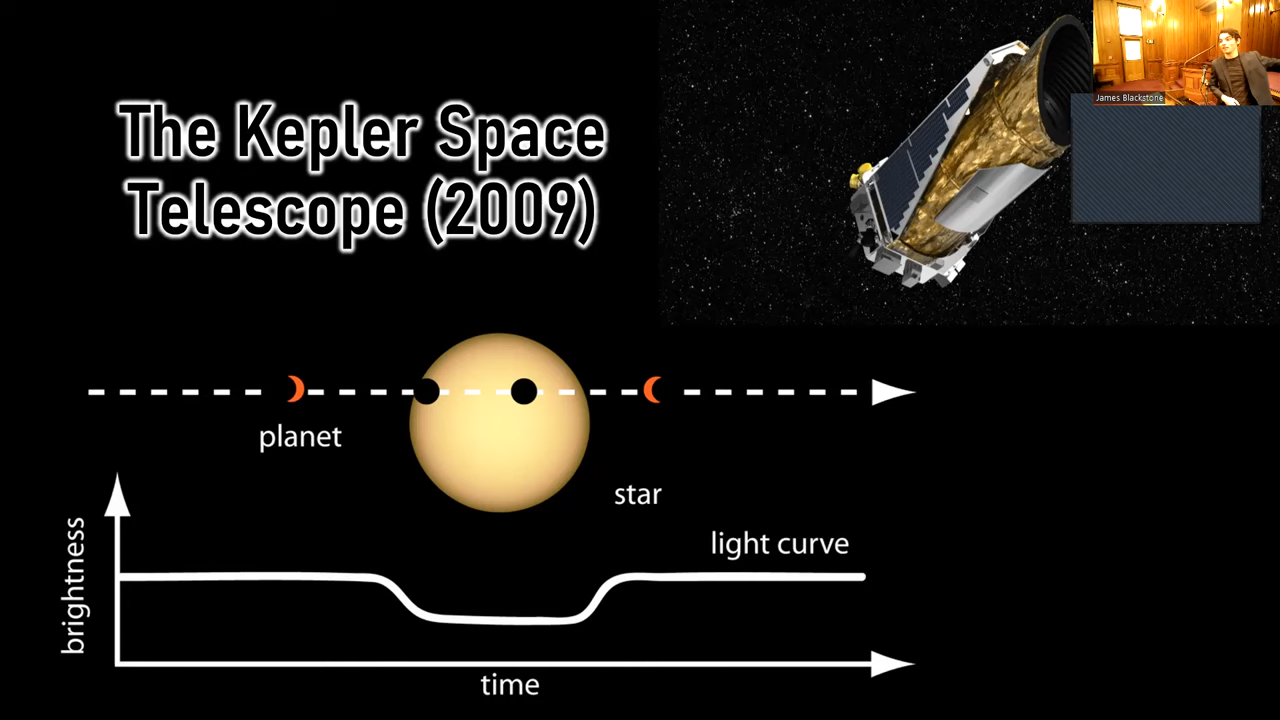 The Kepler Space
Telescope (2009)
James Blackstone
planet
star
light curve
brightness
time